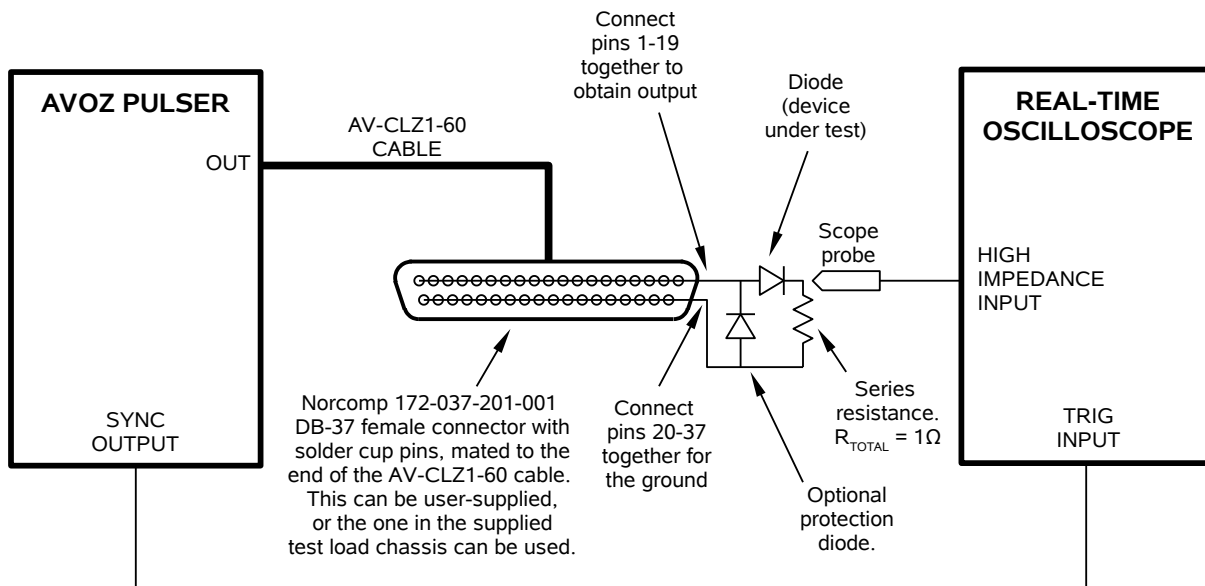 AVOZ PULSER
OUT
SYNC
OUTPUT
AV-CLZ1-60
CABLE
Connect
pins 1-19
together to
obtain output
Diode
(device
under test)
Scope
probe
REAL-TIME
OSCILLOSCOPE
HIGH
IMPEDANCE
INPUT
TRIG
INPUT
Norcomp 172-037-201-001
DB-37 female connector with
solder cup pins, mated to the
end of the AV-CLZ1-60 cable.
This can be user-supplied,
or the one in the supplied
test load chassis can be used.
Connect
pins 20-37
together for
the ground
Series
resistance.
R_TOTAL = 1Ω
Optional
protection
diode.